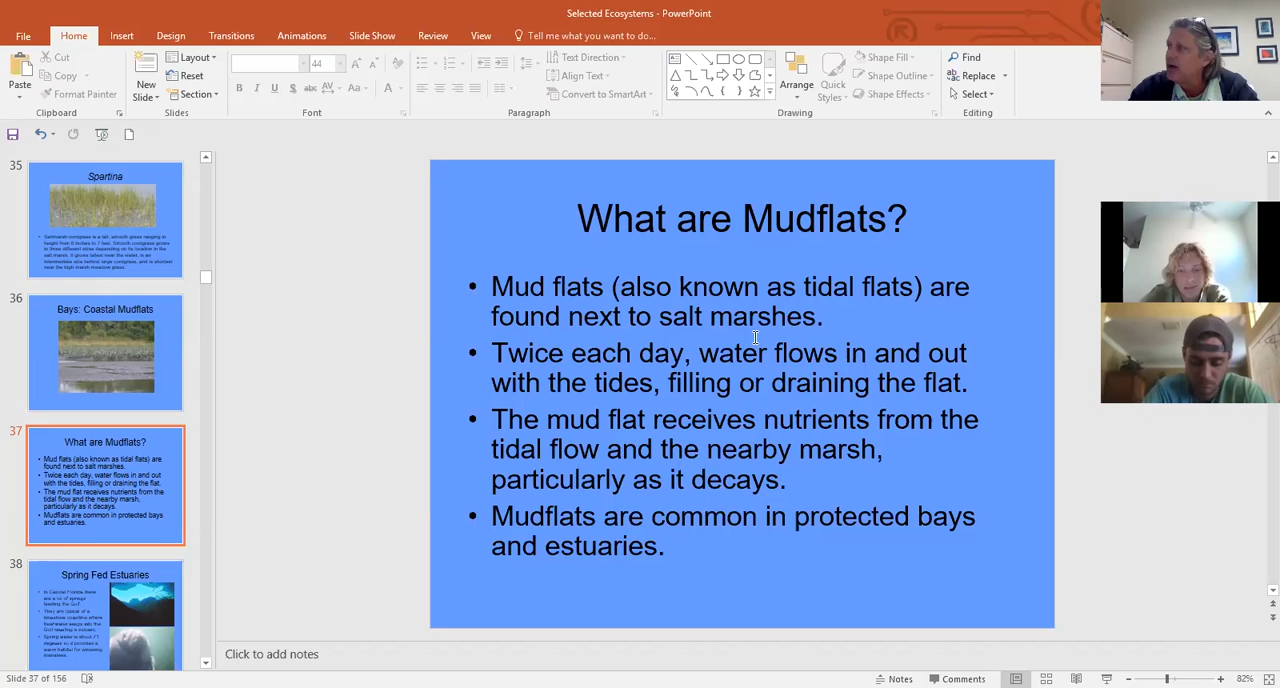 Selected Ecosystems - PowerPoint
File Home Insert Design Transitions Animations Slide Show Review View Tell me what you want to do...
Paste
Cut
Copy
Format Painter
Clipboard
New
Slide
Layout
Reset
Section
Slides
44
Font
Paragraph
Text Direction
Align Text
Convert to SmartArt
Arrange
Quick
Styles
Shape Fill
Shape Outline
Shape Effects
Drawing
Find
Replace
Select
Editing
35
Spartina
36
Bays: Coastal Mudflats
37
What are Mudflats?
• Mud flats (also known as tidal flats) are
found next to salt marshes.
• Twice each day, water flows in and out
with the tides, filling or draining the flat.
• The mud flat receives nutrients from the
tidal flow and the nearby marsh,
particularly as it decays.
• Mudflats are common in protected bays
and estuaries.
38
Spring Fed Estuaries
What are Mudflats?
• Mud flats (also known as tidal flats) are
found next to salt marshes.
• Twice each day, water flows in and out
with the tides, filling or draining the flat.
• The mud flat receives nutrients from the
tidal flow and the nearby marsh,
particularly as it decays.
• Mudflats are common in protected bays
and estuaries.
Click to add notes
Slide 37 of 156
Notes Comments 82%